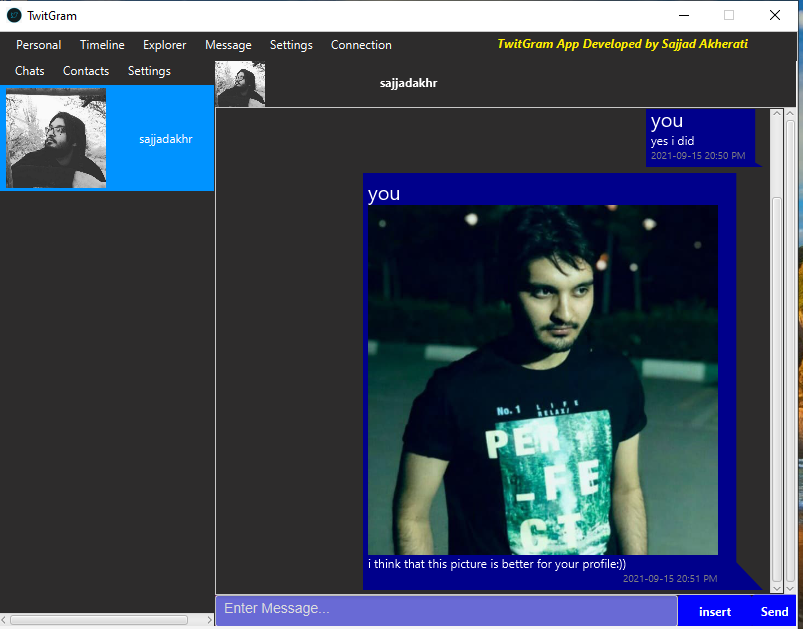 TwitGram
Personal Timeline Explorer Message Settings Connection
TwitGram App Developed by Sajjad Akherati
Chats Contacts Settings
sajjadakhr
sajjadakhr
you
yes i did
2021-09-15 20:50 PM
you
No. 1 LIFE
RELAX/
PER-
-FE
CT
i think that this picture is better for your profile:))
2021-09-15 20:51 PM
Enter Message...
insert Send